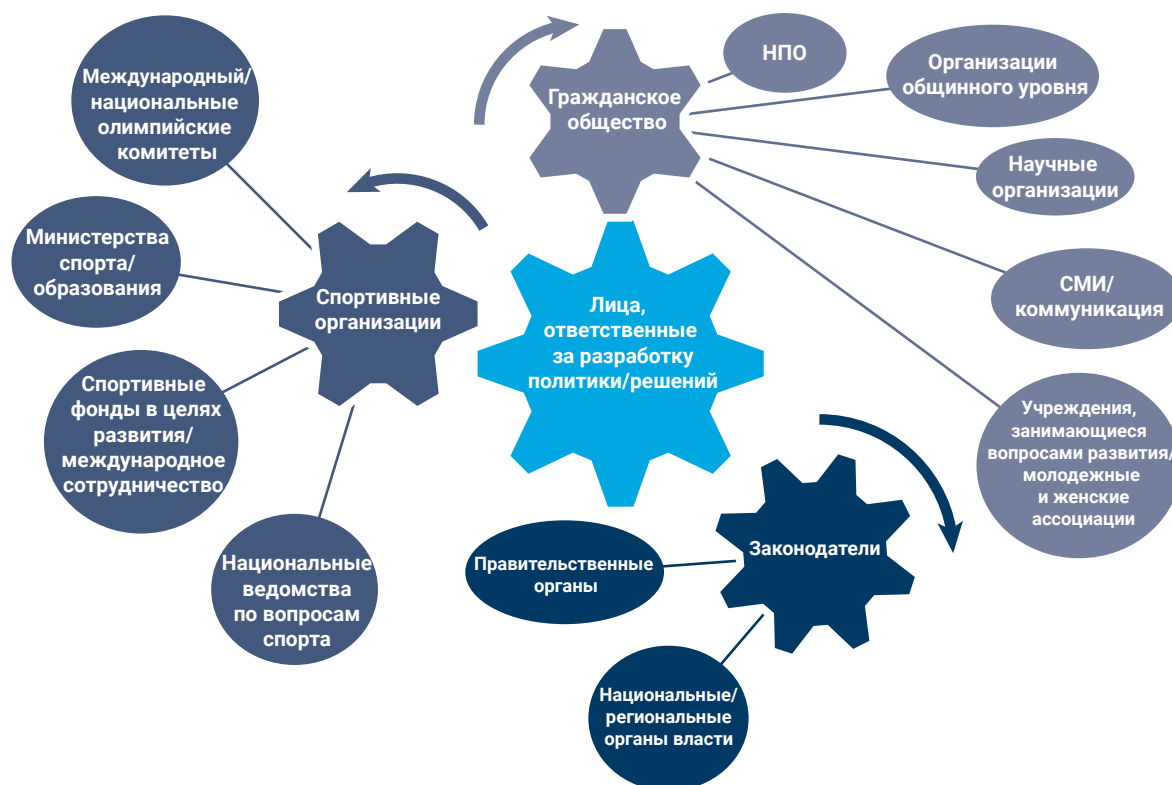 Международный/
национальные
олимпийские
комитеты
Министерства
спорта/
образования
Спортивные
фонды в целях
развития/
международное
сотрудничество
Национальные
ведомства
по вопросам
спорта
Спортивные
организации
Гражданское
общество
НПО
Организации
общинного уровня
Научные
организации
СМИ/
коммуникация
Учреждения,
занимающиеся
вопросами развития/
молодежные
и женские
ассоциации
Лица,
ответственные
за разработку
политики/решений
Законодатели
Правительственные
органы
Национальные/
региональные
органы власти